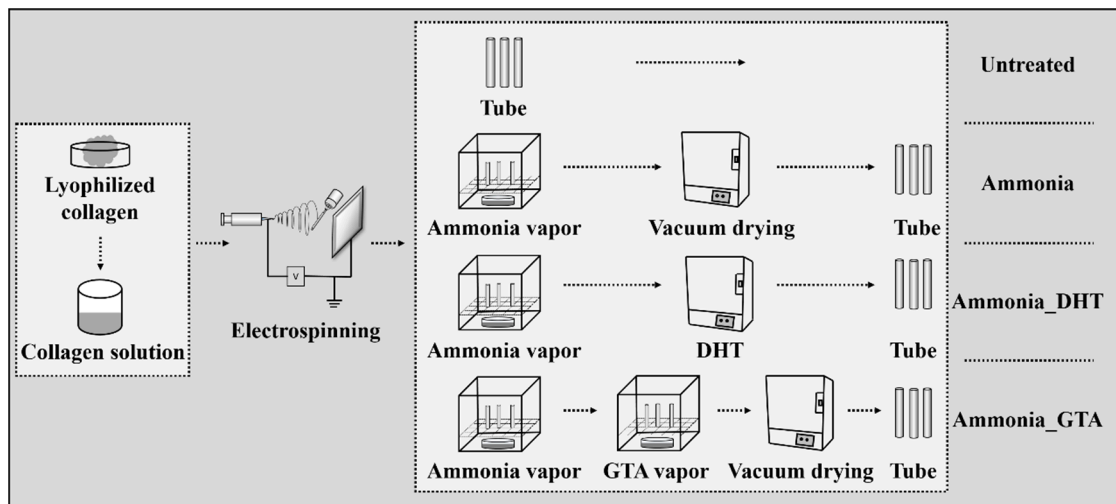 Lyophilized
collagen
Collagen solution
V
Electrospinning
Tube
Untreated
Ammonia vapor
Vacuum drying
Tube
Ammonia
Ammonia vapor
DHT
Tube
Ammonia_DHT
Ammonia vapor
GTA vapor
Vacuum drying
Tube
Ammonia_GTA